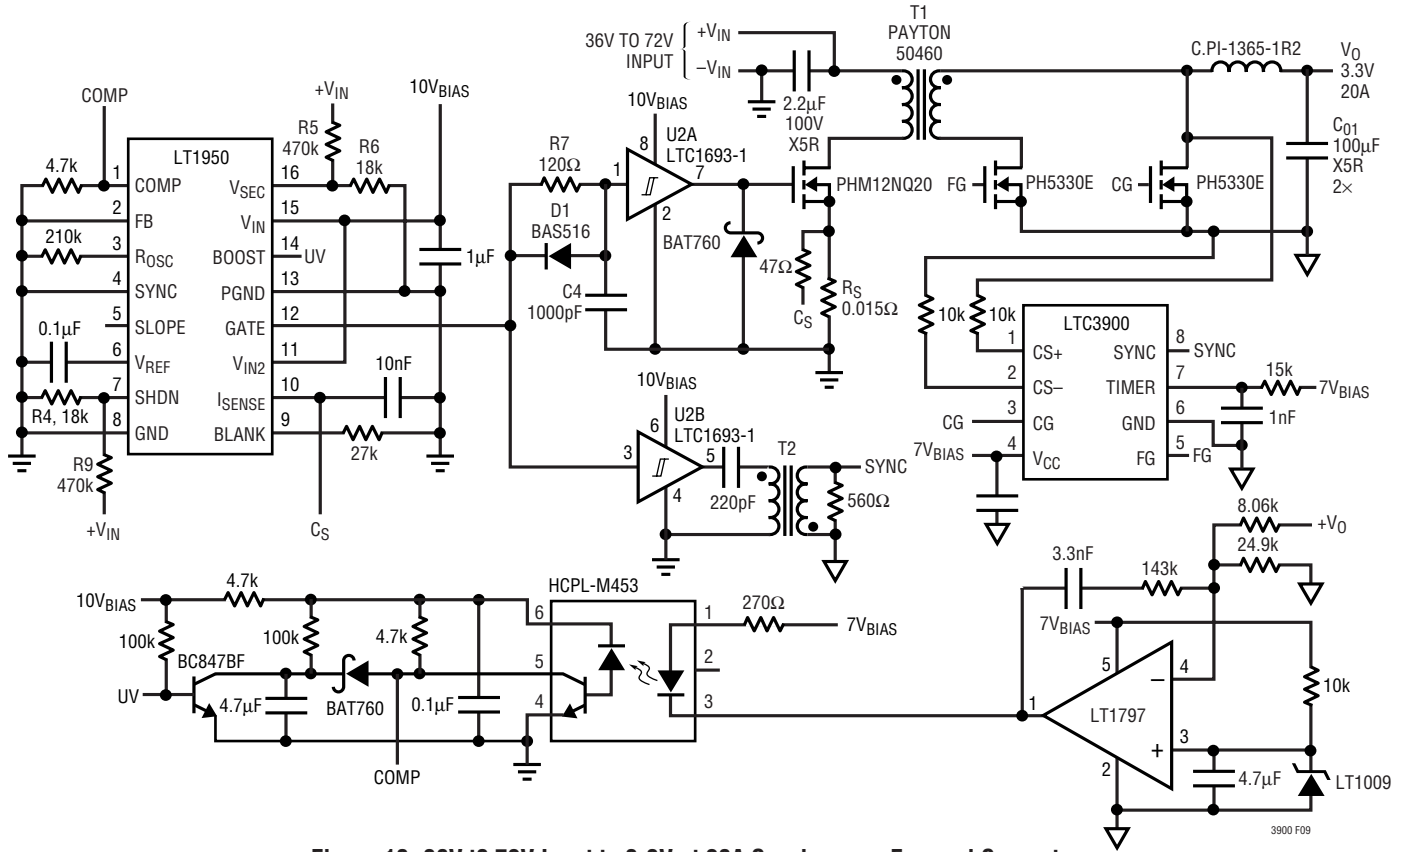 36V TO 72V
INPUT
+VIN
–VIN
2.2µF
100V
X5R
T1
PAYTON
50460
C.PI-1365-1R2
VO
3.3V
20A
C01
100µF
X5R
2×
COMP
4.7k
1
2
210k
3
4
5
0.1µF
6
7
R4, 18k
8
R9
470k
+VIN
LT1950
COMP
FB
ROSC
SYNC
SLOPE
VREF
SHDN
GND
VSEC
VIN
BOOST
PGND
GATE
VIN2
ISENSE
BLANK
16
15
14
UV
13
12
11
10
9
+VIN
R5
470k
R6
18k
10VBIAS
1µF
10nF
27k
CS
R7
120Ω
D1
BAS516
C4
1000pF
10VBIAS
U2A
LTC1693-1
8
1
7
2
BAT760
PHM12NQ20
47Ω
CS
RS
0.015Ω
FG
PH5330E
CG
PH5330E
10k
10k
LTC3900
1
CS+
2
CS–
3
CG
CG
4
VCC
7VBIAS
SYNC
8
SYNC
TIMER
7
15k
7VBIAS
GND
6
1nF
FG
5
FG
10VBIAS
U2B
LTC1693-1
6
3
5
4
220pF
T2
SYNC
560Ω
8.06k
+VO
24.9k
3.3nF
143k
7VBIAS
5
4
–
LT1797
1
10k
+
3
2
4.7µF
LT1009
10VBIAS
4.7k
100k
100k
4.7k
BC847BF
UV
4.7µF
BAT760
0.1µF
COMP
HCPL-M453
6
5
4
1
2
3
270Ω
7VBIAS
3900 F09